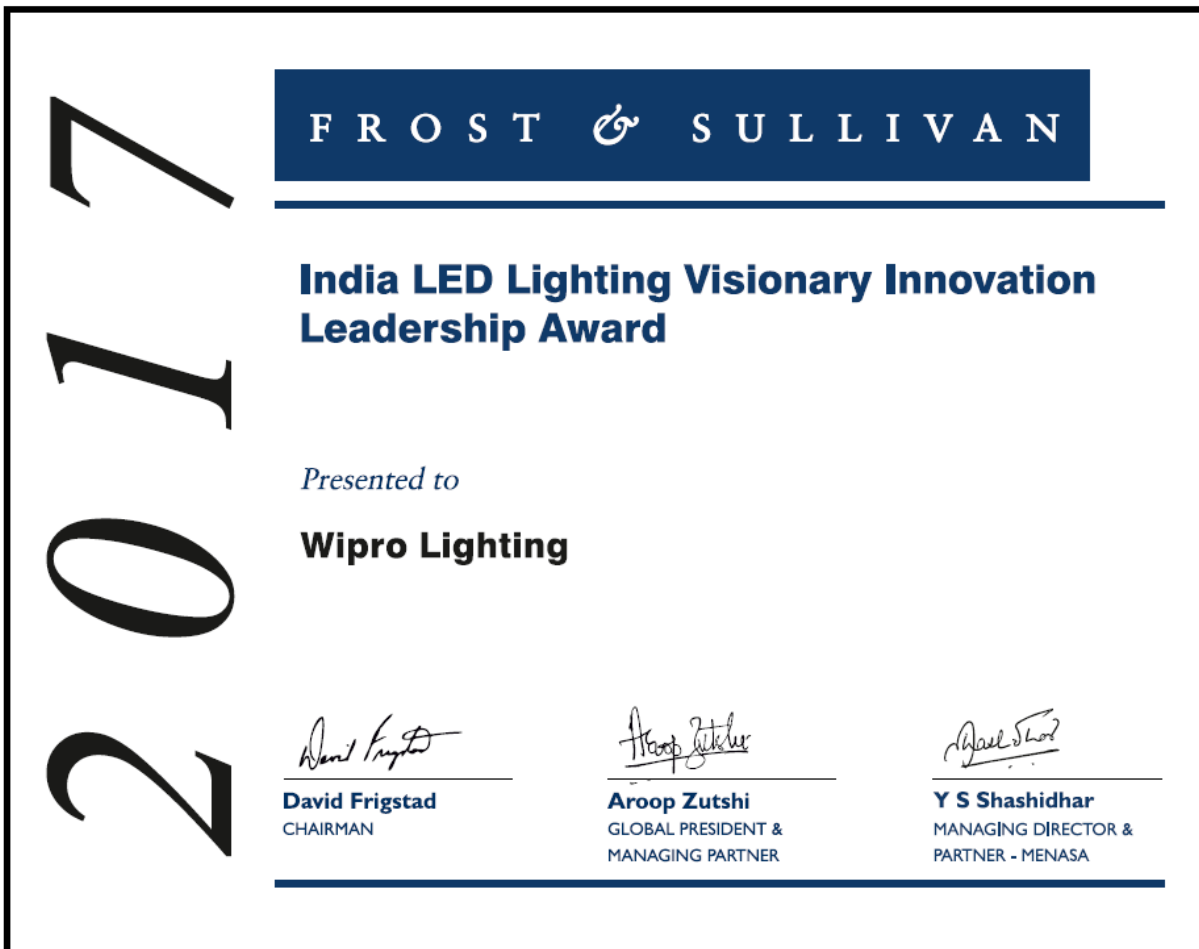 2017
FROST & SULLIVAN
India LED Lighting Visionary Innovation
Leadership Award
Presented to
Wipro Lighting
David Frigstad
CHAIRMAN
Aroop Zutshi
GLOBAL PRESIDENT &
MANAGING PARTNER
Y S Shashidhar
MANAGING DIRECTOR &
PARTNER - MENASA